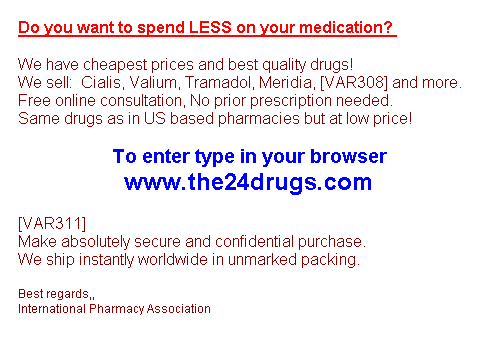 Do you want to spend LESS on your medication?
We have cheapest prices and best quality drugs!
We sell:  Cialis, Valium, Tramadol, Meridia, [VAR308] and more.
Free online consultation, No prior prescription needed.
Same drugs as in US based pharmacies but at low price!
To enter type in your browser
www.the24drugs.com
[VAR311]
Make absolutely secure and confidential purchase.
We ship instantly worldwide in unmarked packing.
Best regards,,
International Pharmacy Association